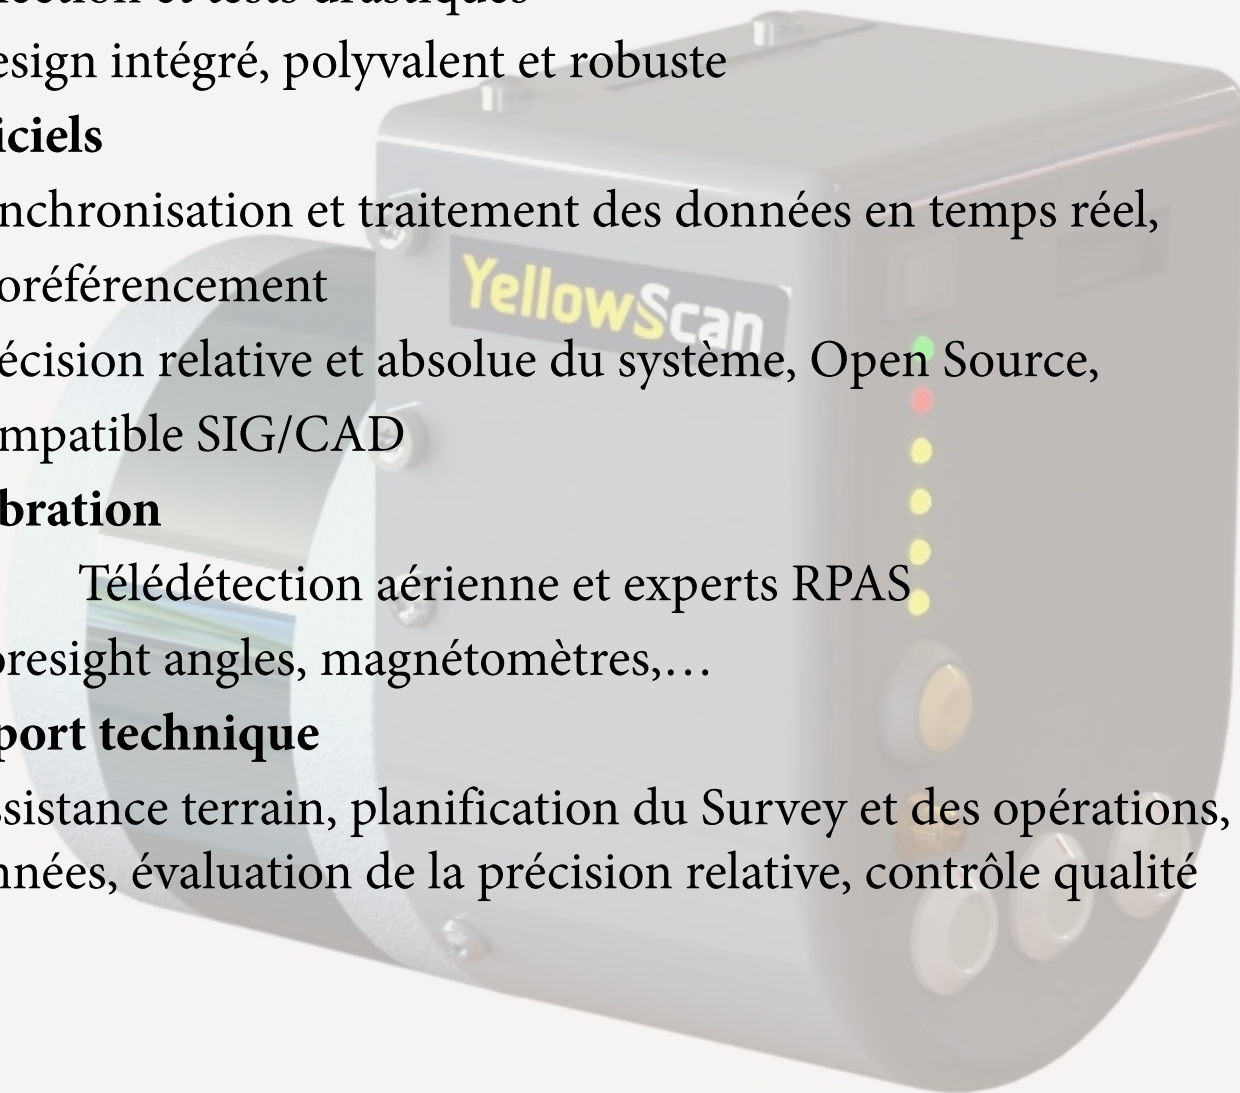 esign intégré, polyvalent et robuste
iciels
nchronisation et traitement des données en temps réel,
oréférencement
YellowScan
écision relative et absolue du système, Open Source,
mpatible SIG/CAD
bration
Télédétection aérienne et experts RPAS
oresight angles, magnétomètres,…
port technique
ssistance terrain, planification du Survey et des opérations,
nnées, évaluation de la précision relative, contrôle qualité